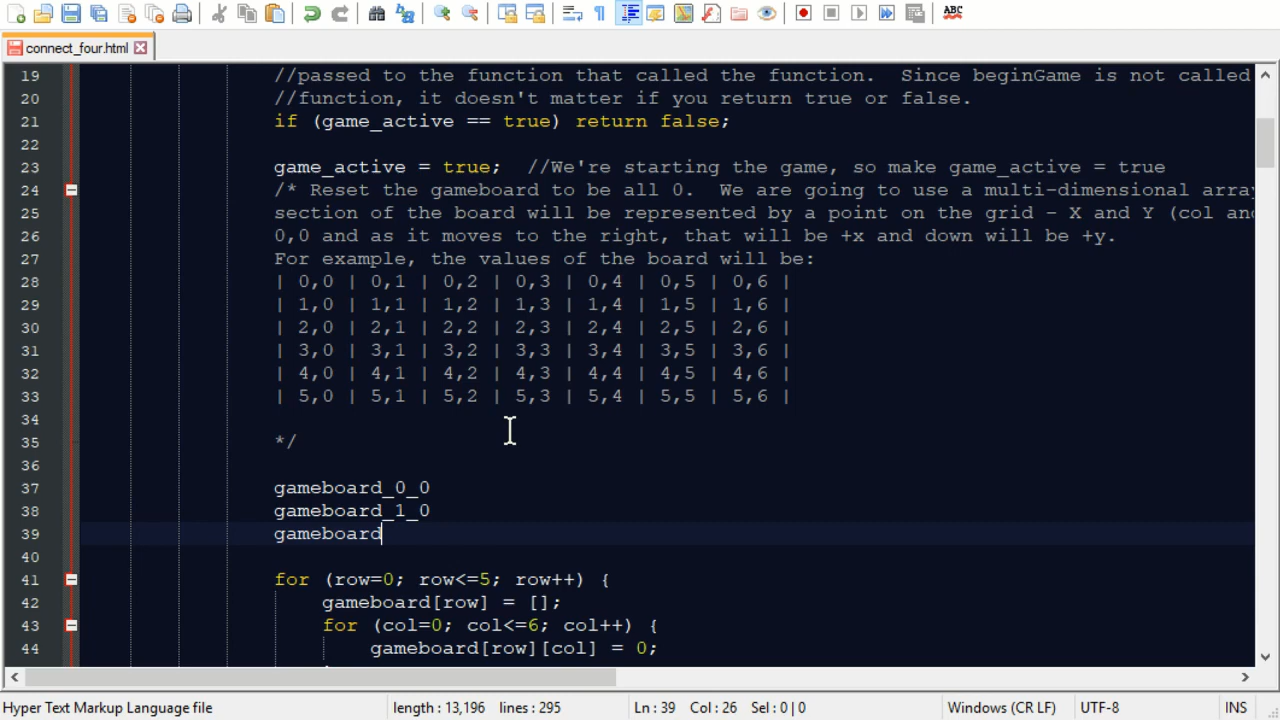 ABC
connect_four.html
19 //passed to the function that called the function.  Since beginGame is not called
20 //function, it doesn't matter if you return true or false.
21 if (game_active == true) return false;
22
23 game_active = true;  //We're starting the game, so make game_active = true
24 /* Reset the gameboard to be all 0.  We are going to use a multi-dimensional array
25 section of the board will be represented by a point on the grid - X and Y (col and
26 0,0 and as it moves to the right, that will be +x and down will be +y.
27 For example, the values of the board will be:
28 | 0,0 | 0,1 | 0,2 | 0,3 | 0,4 | 0,5 | 0,6 |
29 | 1,0 | 1,1 | 1,2 | 1,3 | 1,4 | 1,5 | 1,6 |
30 | 2,0 | 2,1 | 2,2 | 2,3 | 2,4 | 2,5 | 2,6 |
31 | 3,0 | 3,1 | 3,2 | 3,3 | 3,4 | 3,5 | 3,6 |
32 | 4,0 | 4,1 | 4,2 | 4,3 | 4,4 | 4,5 | 4,6 |
33 | 5,0 | 5,1 | 5,2 | 5,3 | 5,4 | 5,5 | 5,6 |
34
35 */
36
37 gameboard_0_0
38 gameboard_1_0
39 gameboard
40
41 for (row=0; row<=5; row++) {
42 gameboard[row] = [];
43 for (col=0; col<=6; col++) {
44 gameboard[row][col] = 0;
Hyper Text Markup Language file length : 13,196 lines : 295 Ln : 39 Col : 26 Sel : 0 | 0 Windows (CR LF) UTF-8 INS